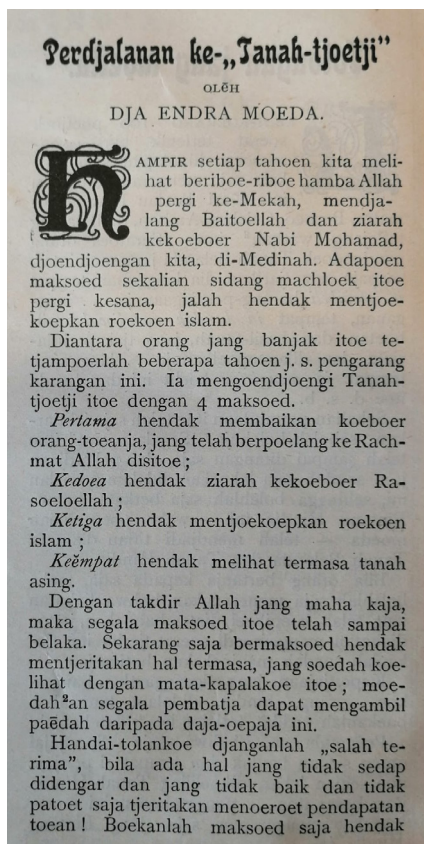 Perdjalanan ke-„Tanah-tjoetji”
OLĕH
DJA ENDRA MOEDA.
HAMPIR setiap tahoen kita meli-
hat beriboe-riboe hamba Allah
pergi ke-Mekah, mendja-
lang Baitoellah dan ziarah
kekoeboer Nabi Mohamad,
djoendjoengan kita, di-Medinah. Adapoen
maksoed sekalian sidang machloek itoe
pergi kesana, jalah hendak mentjoe-
koepkan roekoen islam.
Diantara orang jang banjak itoe te-
tjampoerlah beberapa tahoen j. s. pengarang
karangan ini. Ia mengoendjoengi Tanah-
tjoetji itoe dengan 4 maksoed.
Pertama hendak membaikan koeboer
orang-toeanja, jang telah berpoelang ke Rach-
mat Allah disitoe ;
Kedoea hendak ziarah kekoeboer Ra-
soeloellah ;
Ketiga hendak mentjoekoepkan roekoen
islam ;
Keĕmpat hendak melihat termasa tanah
asing.
Dengan takdir Allah jang maha kaja,
maka segala maksoed itoe telah sampai
belaka. Sekarang saja bermaksoed hendak
mentjeritakan hal termasa, jang soedah koe-
lihat dengan mata-kapalakoe itoe ; moe-
dah²an segala pembatja dapat mengambil
paëdah daripada daja-oepaja ini.
Handai-tolankoe djanganlah „salah te-
rima”, bila ada hal jang tidak sedap
didengar dan jang tidak baik dan tidak
patoet saja tjeritakan menoeroet pendapatan
toean ! Boekanlah maksoed saja hendak